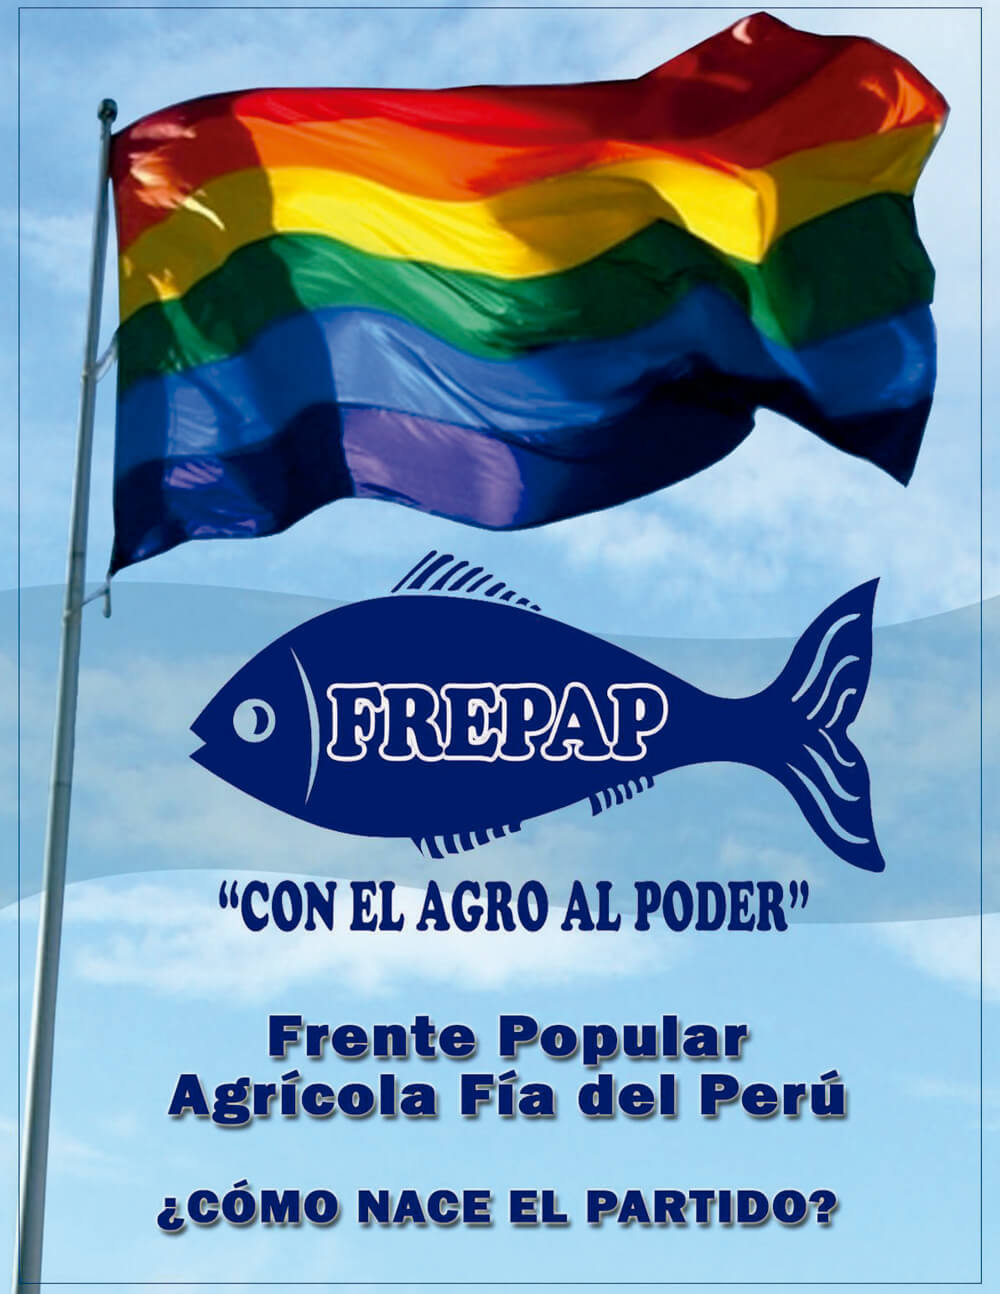 FREPAP
“CON EL AGRO AL PODER”
Frente Popular
Agrícola Fía del Perú
¿CÓMO NACE EL PARTIDO?